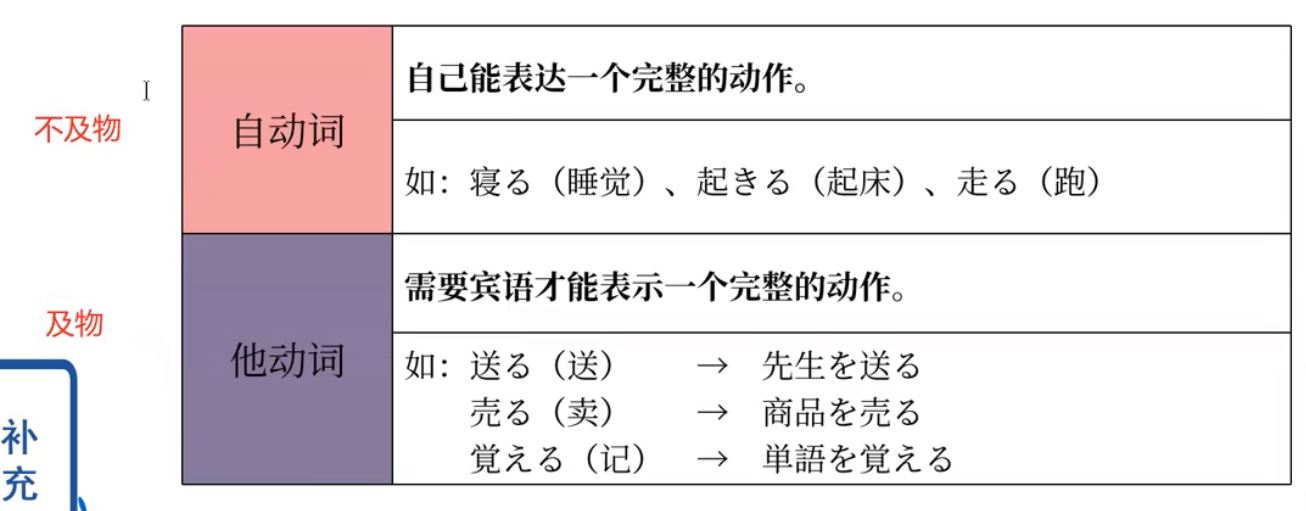 自己能表达一个完整的动作。
不及物
自动词
如：寝る（睡觉）、起きる（起床）、走る（跑）
需要宾语才能表示一个完整的动作。
及物
他动词
如：送る（送） → 先生を送る
売る（卖） → 商品を売る
覚える（记） → 単語を覚える
补
充